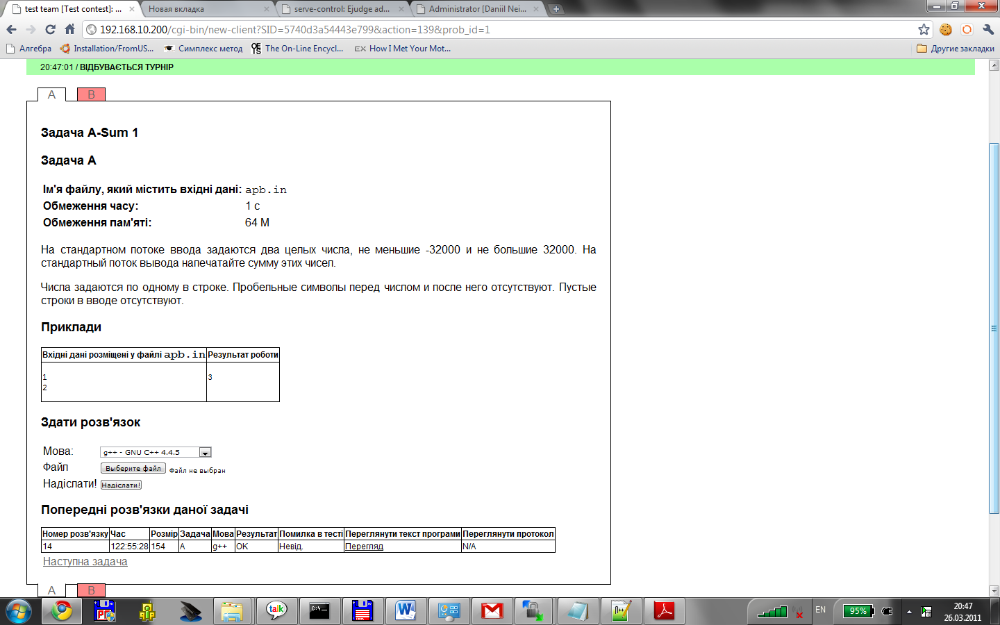 test team [Test contest]: ...
Новая вкладка
serve-control: Ejudge ad...
Administrator [Daniil Nei...
192.168.10.200/cgi-bin/new-client?SID=5740d3a54443e799&action=139&prob_id=1
Алгебра
Installation/FromUS...
Симплекс метод
The On-Line Encycl...
How I Met Your Mot...
Другие закладки
20:47:01 / ВІДБУВАЄТЬСЯ ТУРНІР
A B
Задача A-Sum 1
Задача A
Ім'я файлу, який містить вхідні дані: apb.in
Обмеження часу: 1 с
Обмеження пам'яті: 64 M
На стандартном потоке ввода задаются два целых числа, не меньшие -32000 и не большие 32000. На
стандартный поток вывода напечатайте сумму этих чисел.
Числа задаются по одному в строке. Пробельные символы перед числом и после него отсутствуют. Пустые
строки в вводе отсутствуют.
Приклади
Вхідні дані розміщені у файлі apb.in Результат роботи
1 3
2
Здати розв'язок
Мова: g++ - GNU C++ 4.4.5
Файл Выберите файл Файл не выбран
Надіслати! Надіслати!
Попередні розв'язки даної задачі
Номер розв'язку Час Розмір Задача Мова Результат Помилка в тесті Переглянути текст програми Переглянути протокол
14 122:55:28 154 A g++ OK Невід. Перегляд N/A
Наступна задача
A B
talk
EN
95%
20:47
26.03.2011